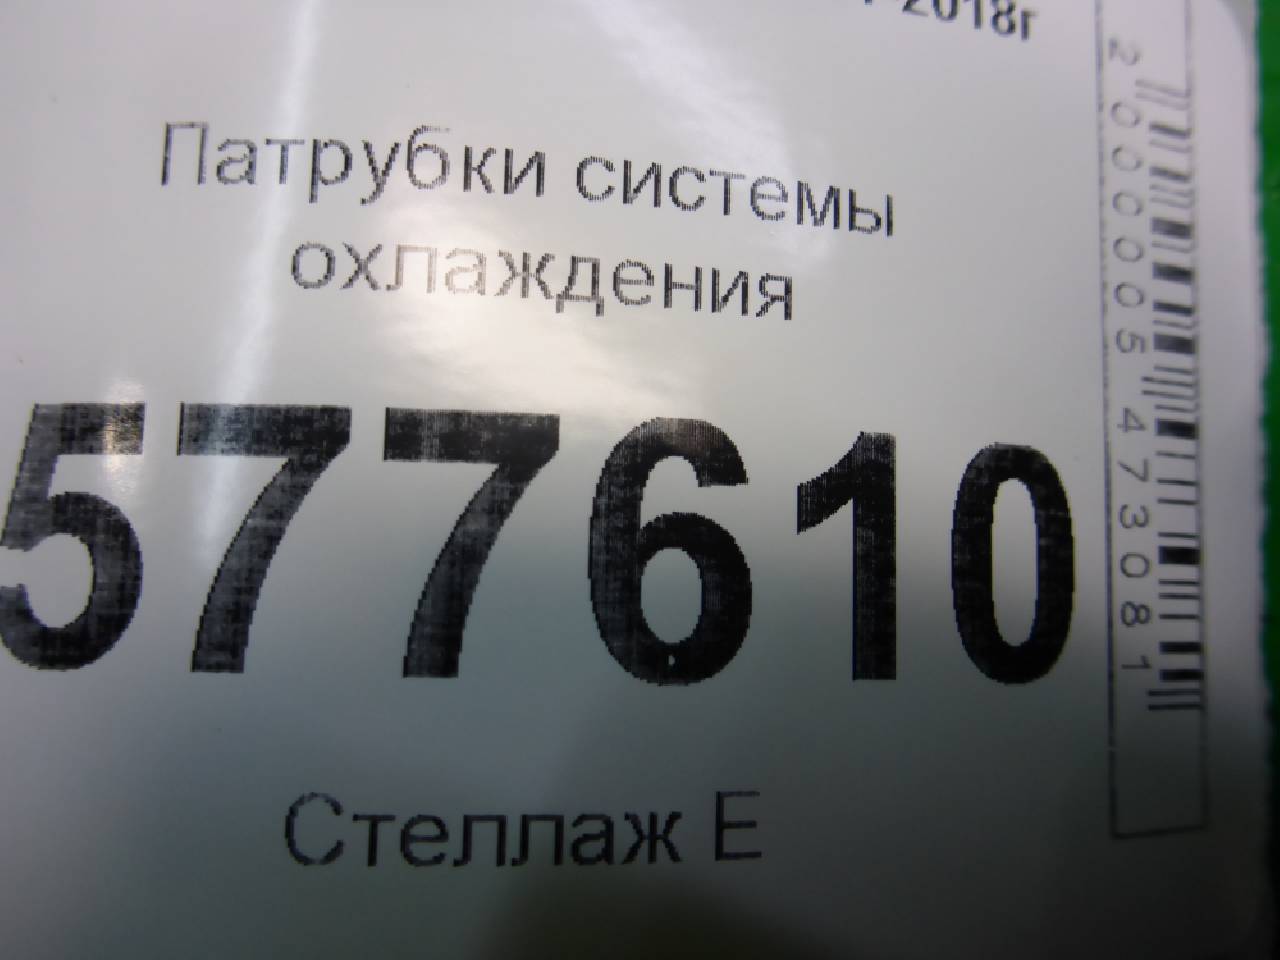 -2018г
Патрубки системы
охлаждения
577610
Стеллаж Е
2000005473081